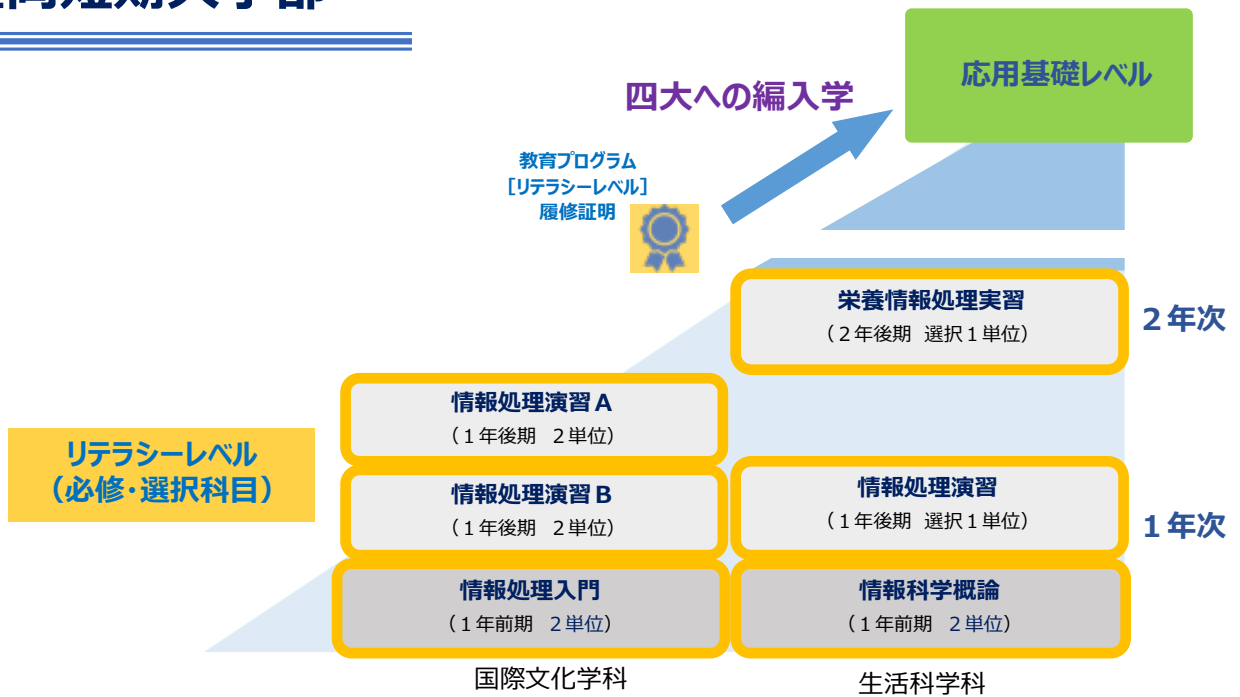 短期大学部
応用基礎レベル
四大への編入学
教育プログラム
［リテラシーレベル］
履修証明
栄養情報処理実習
（２年後期 選択１単位）
２年次
情報処理演習Ａ
（１年後期 ２単位）
リテラシーレベル
（必修・選択科目）
情報処理演習Ｂ
（１年後期 ２単位）
情報処理演習
（１年後期 選択１単位）
１年次
情報処理入門
（１年前期 ２単位）
情報科学概論
（１年前期 ２単位）
国際文化学科
生活科学科